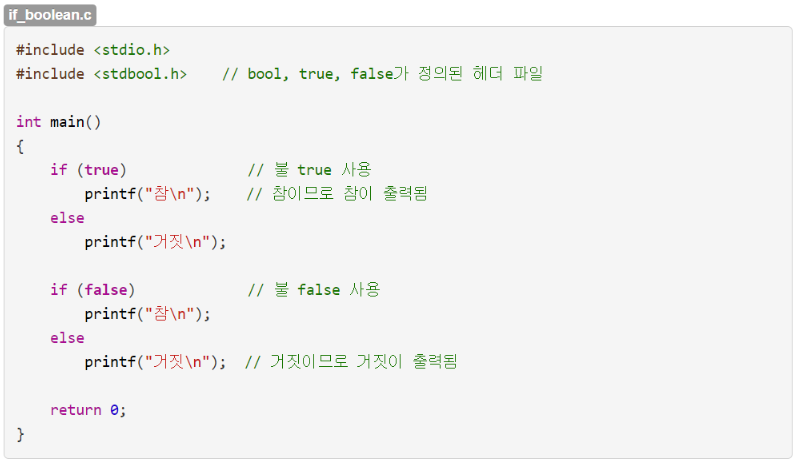 if_boolean.c
#include <stdio.h>
#include <stdbool.h>    // bool, true, false가 정의된 헤더 파일
int main()
{
    if (true)              // 불 true 사용
        printf("참\n");    // 참이므로 참이 출력됨
    else
        printf("거짓\n");
    if (false)             // 불 false 사용
        printf("참\n");
    else
        printf("거짓\n");  // 거짓이므로 거짓이 출력됨
    return 0;
}